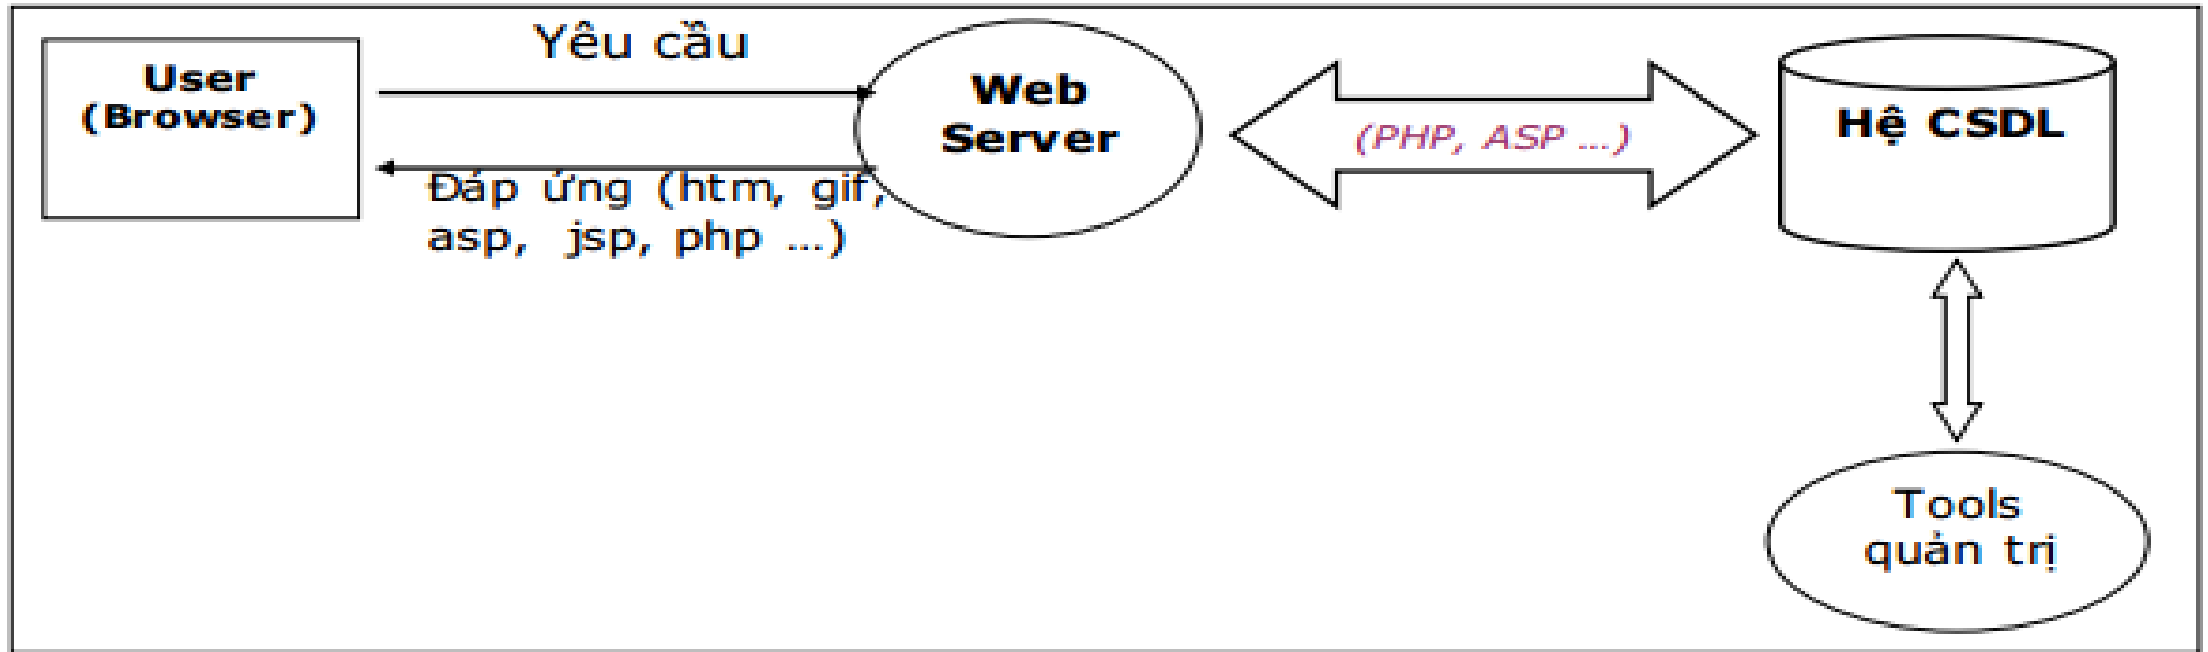 User
(Browser)
Yêu cầu
Đáp ứng (htm, gif,
asp, jsp, php ...)
Web
Server
(PHP, ASP ...)
Hệ CSDL
Tools
quản trị